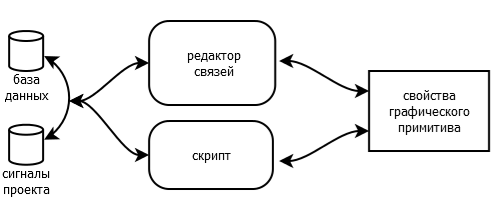 база
данных
сигналы
проекта
редактор
связей
скрипт
свойства
графического
примитива